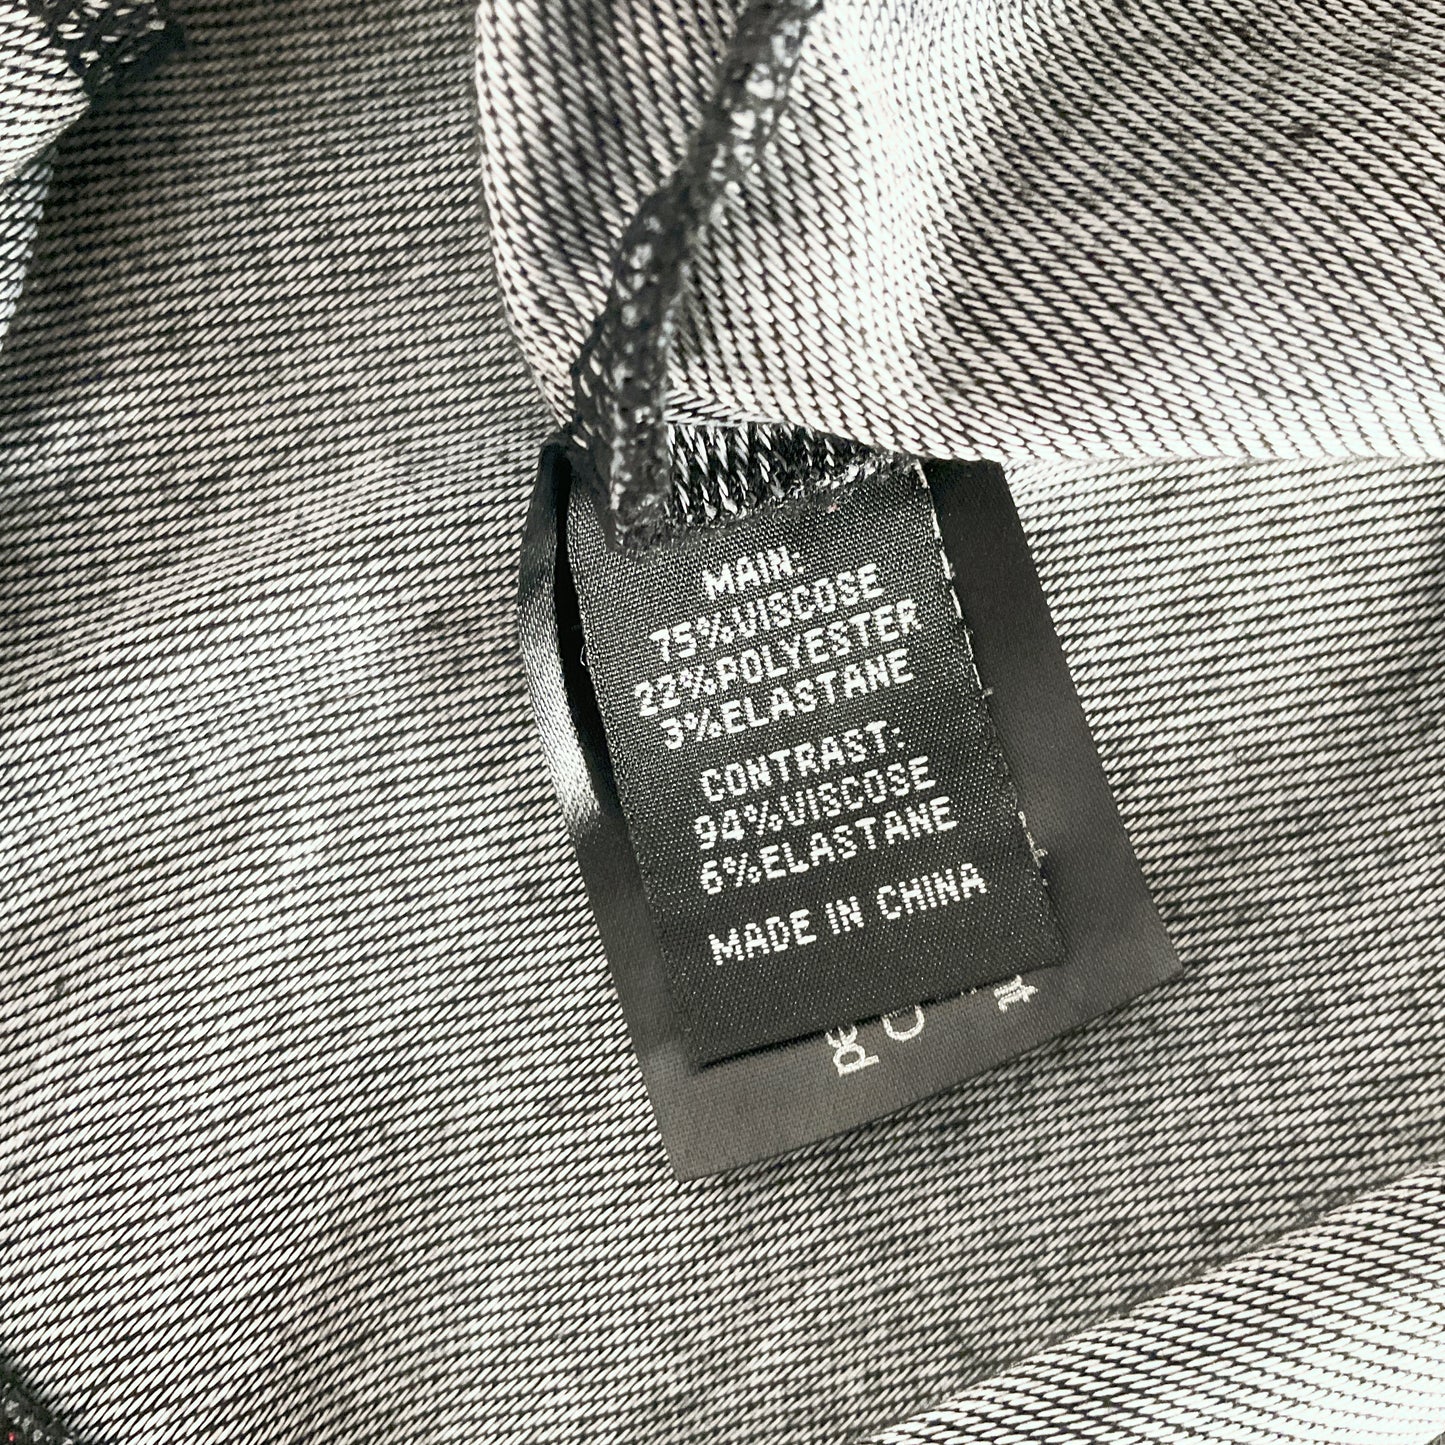 MAIN:
75%VISCOSE
22%POLYESTER
3%ELASTANE
CONTRAST:
94%VISCOSE
6%ELASTANE
MADE IN CHINA